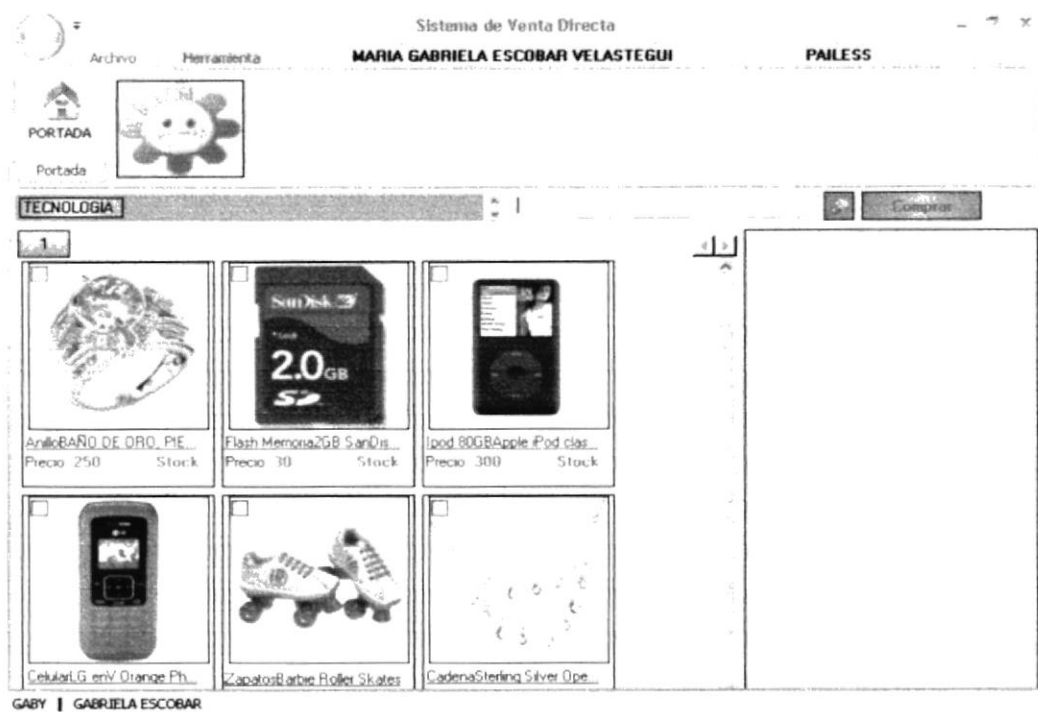 Sistema de Venta Directa
Archivo Herramienta MARIA GABRIELA ESCOBAR VELASTEGUI PAILESS
PORTADA
Portada
TECNOLOGIA
Comprar
1
SanDisk
2.0GB
AnilloBAÑO DE ORO, PIE... Flash Memoria2GB SanDis... Ipod 80GBApple iPod clas...
Precio 250 Stock Precio 30 Stock Precio 300 Stock
LG
CelularLG enV Orange Ph... ZapatosBarbie Roller Skates CadenaSterling Silver Ope...
GABY | GABRIELA ESCOBAR